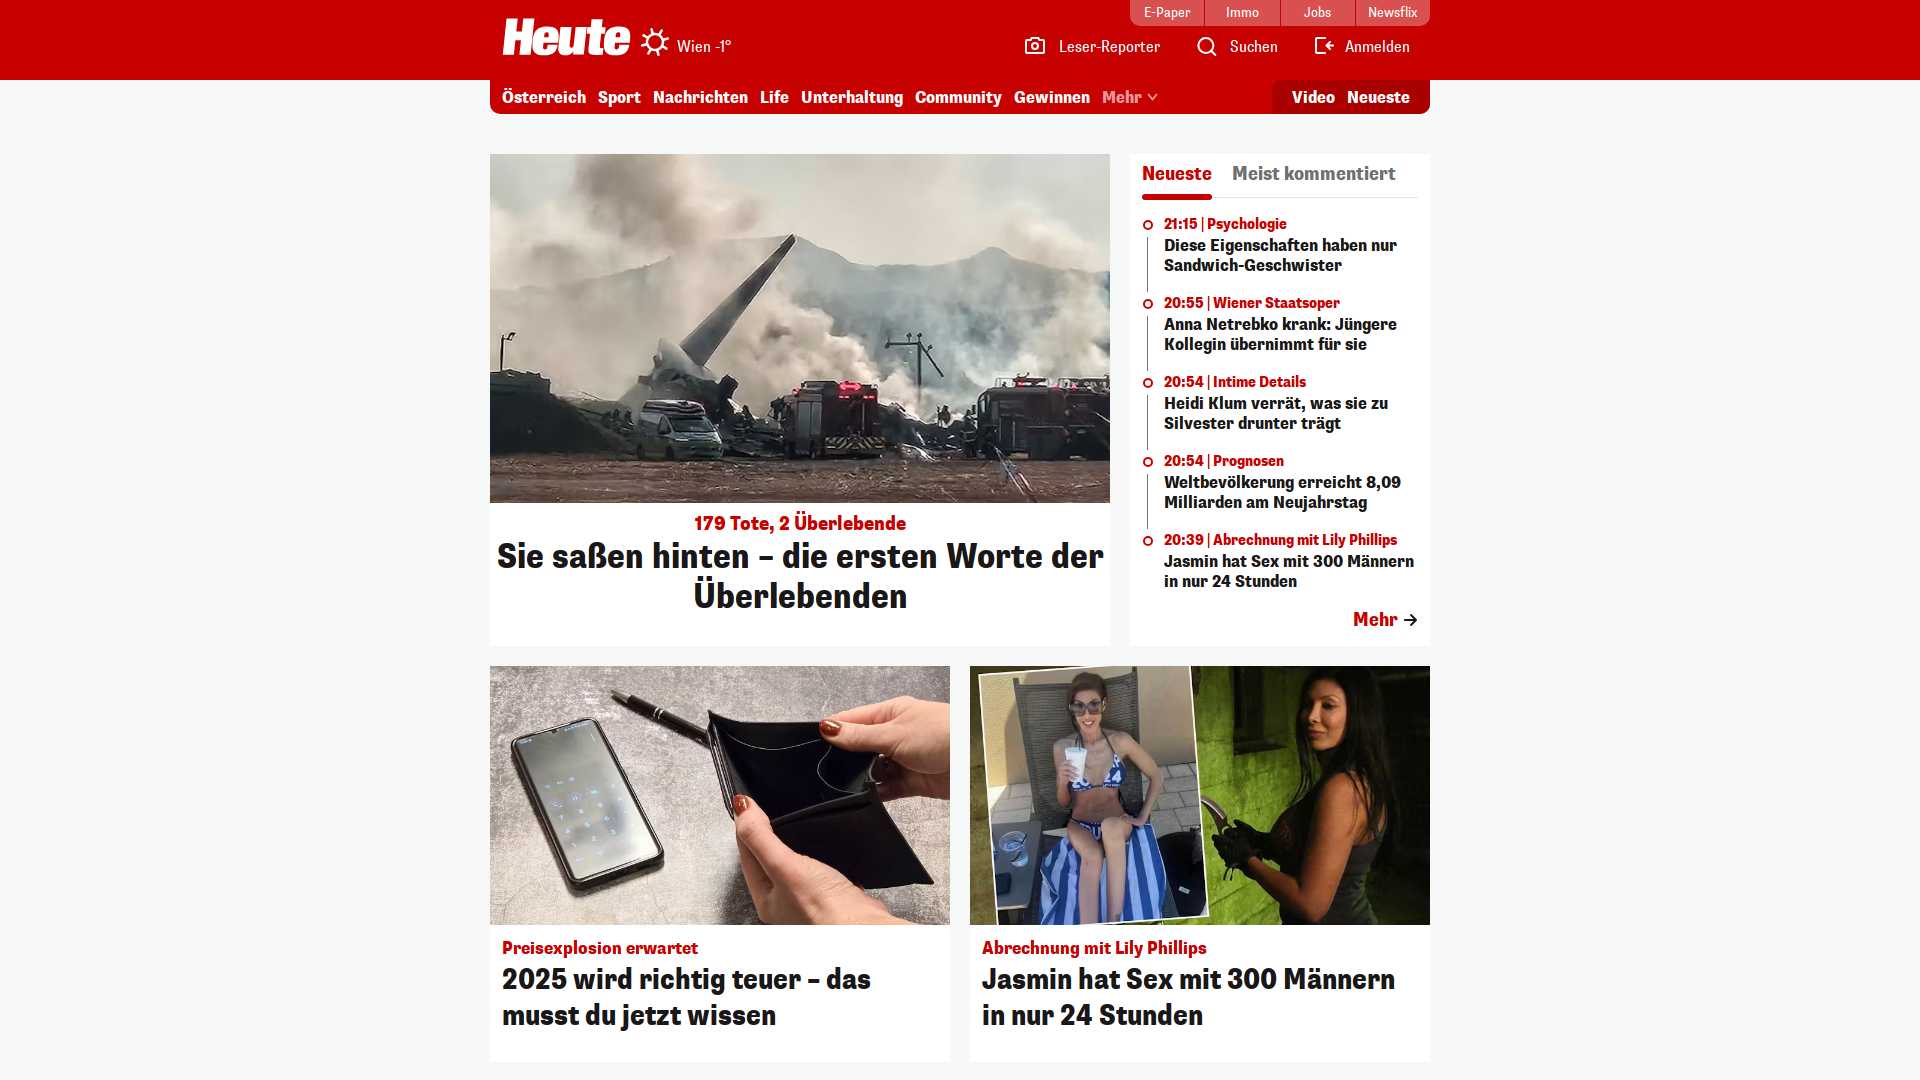 E-Paper
Immo
Jobs
Newsflix
Heute
Wien -1°
Leser-Reporter
Suchen
Anmelden
Österreich
Sport
Nachrichten
Life
Unterhaltung
Community
Gewinnen
Mehr
Video
Neueste
179 Tote, 2 Überlebende
Sie saßen hinten – die ersten Worte der
Überlebenden
Neueste
Meist kommentiert
21:15 | Psychologie
Diese Eigenschaften haben nur
Sandwich-Geschwister
20:55 | Wiener Staatsoper
Anna Netrebko krank: Jüngere
Kollegin übernimmt für sie
20:54 | Intime Details
Heidi Klum verrät, was sie zu
Silvester drunter trägt
20:54 | Prognosen
Weltbevölkerung erreicht 8,09
Milliarden am Neujahrstag
20:39 | Abrechnung mit Lily Phillips
Jasmin hat Sex mit 300 Männern
in nur 24 Stunden
Mehr
Preisexplosion erwartet
2025 wird richtig teuer – das
musst du jetzt wissen
Abrechnung mit Lily Phillips
Jasmin hat Sex mit 300 Männern
in nur 24 Stunden